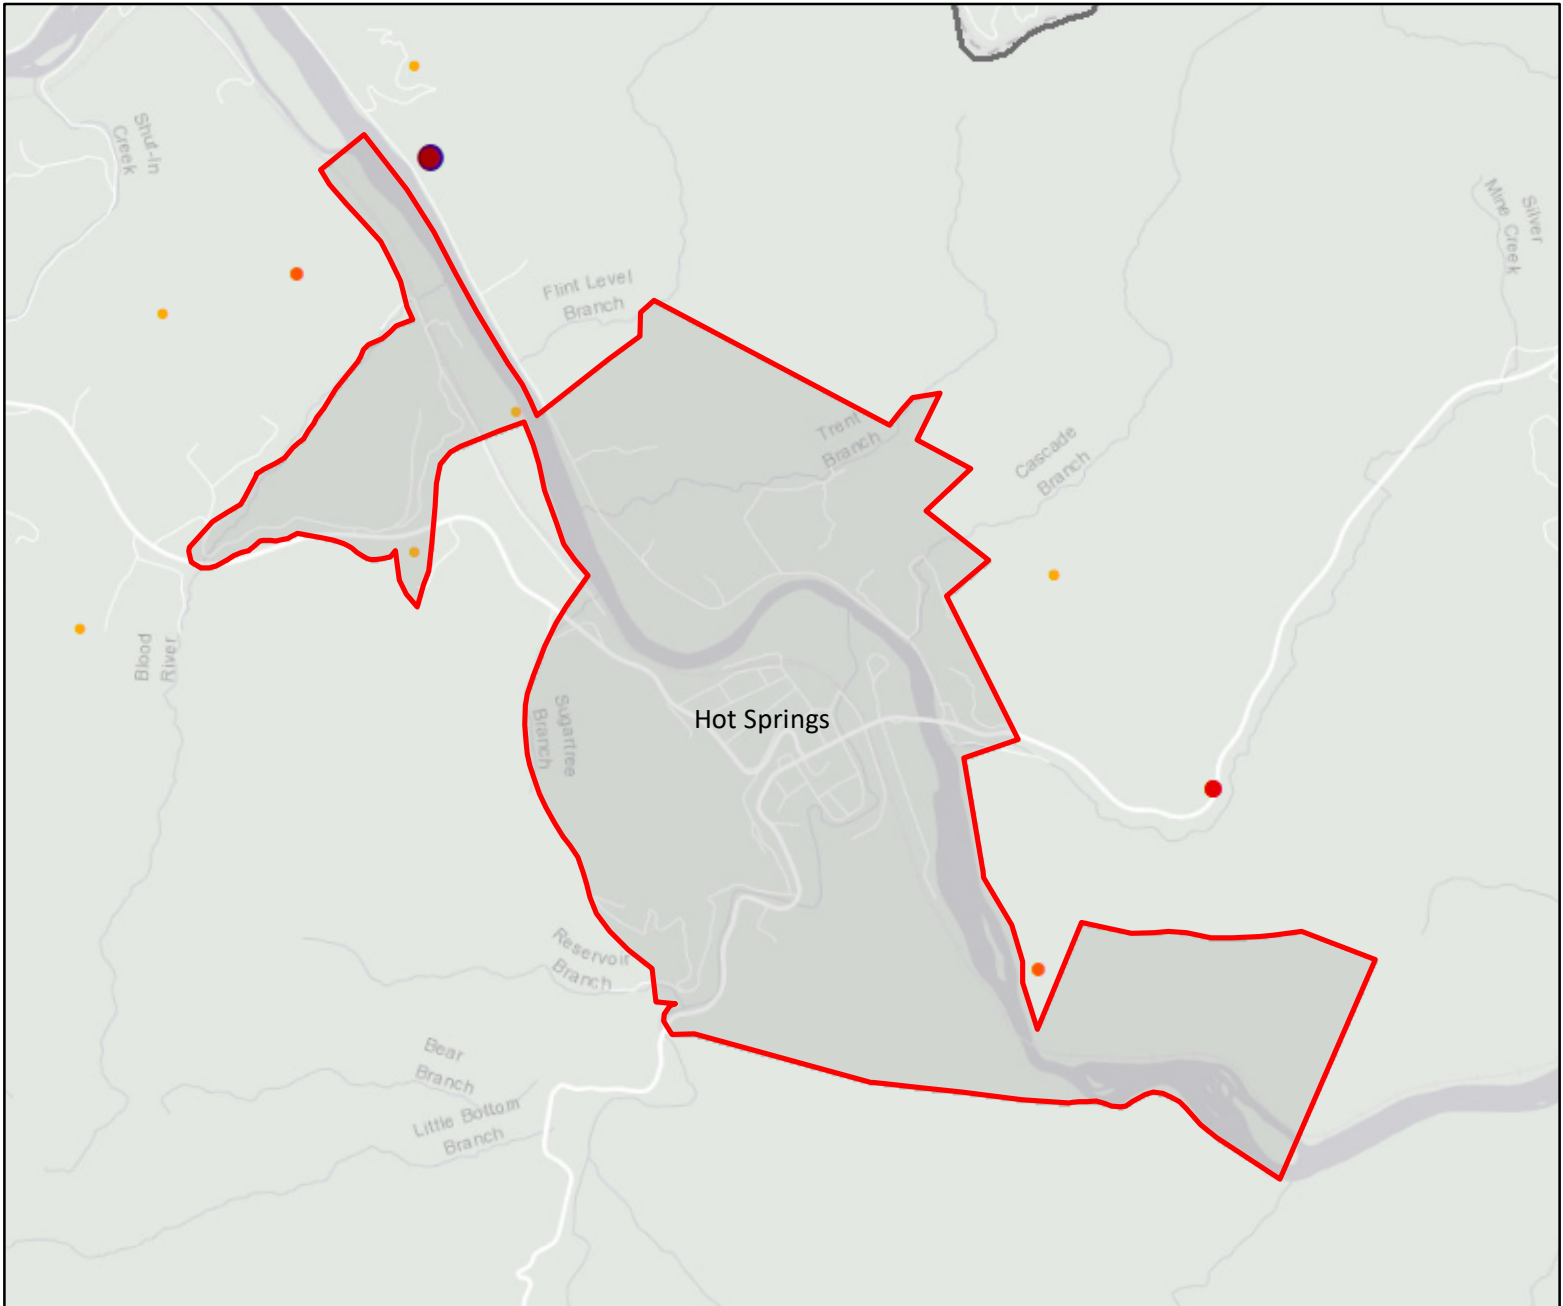 Shut-In
Creek
Silver
Mine Creek
Flint Level
Branch
Trent
Branch
Cascade
Branch
Blood
River
Sugartree
Branch
Hot Springs
Reservoir
Branch
Bear
Branch
Little Bottom
Branch